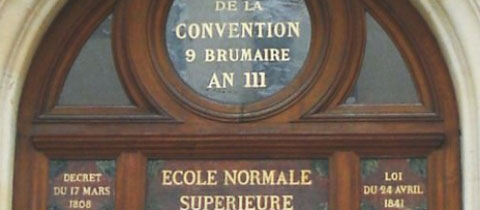 DE LA
CONVENTION
9 BRUMAIRE
AN III
DECRET
DU 17 MARS
1808
ECOLE NORMALE
SUPERIEURE
LOI
DU 24 AVRIL
1841